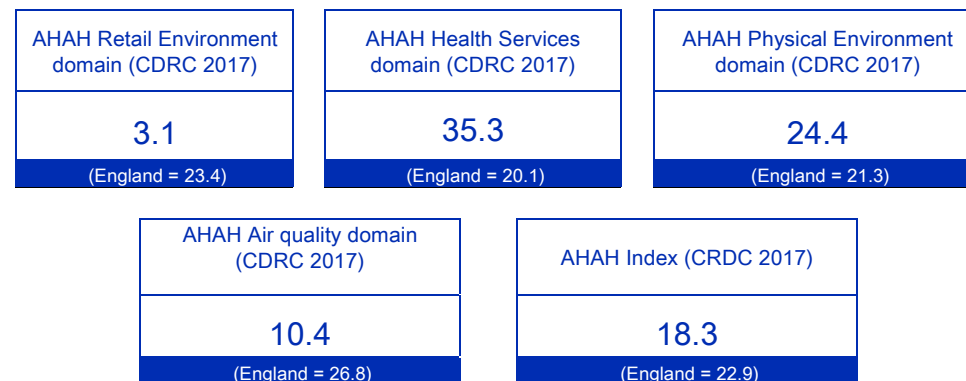 AHAH Retail Environment
domain (CDRC 2017)
3.1
(England = 23.4)
AHAH Health Services
domain (CDRC 2017)
35.3
(England = 20.1)
AHAH Physical Environment
domain (CDRC 2017)
24.4
(England = 21.3)
AHAH Air quality domain
(CDRC 2017)
10.4
(England = 26.8)
AHAH Index (CRDC 2017)
18.3
(England = 22.9)